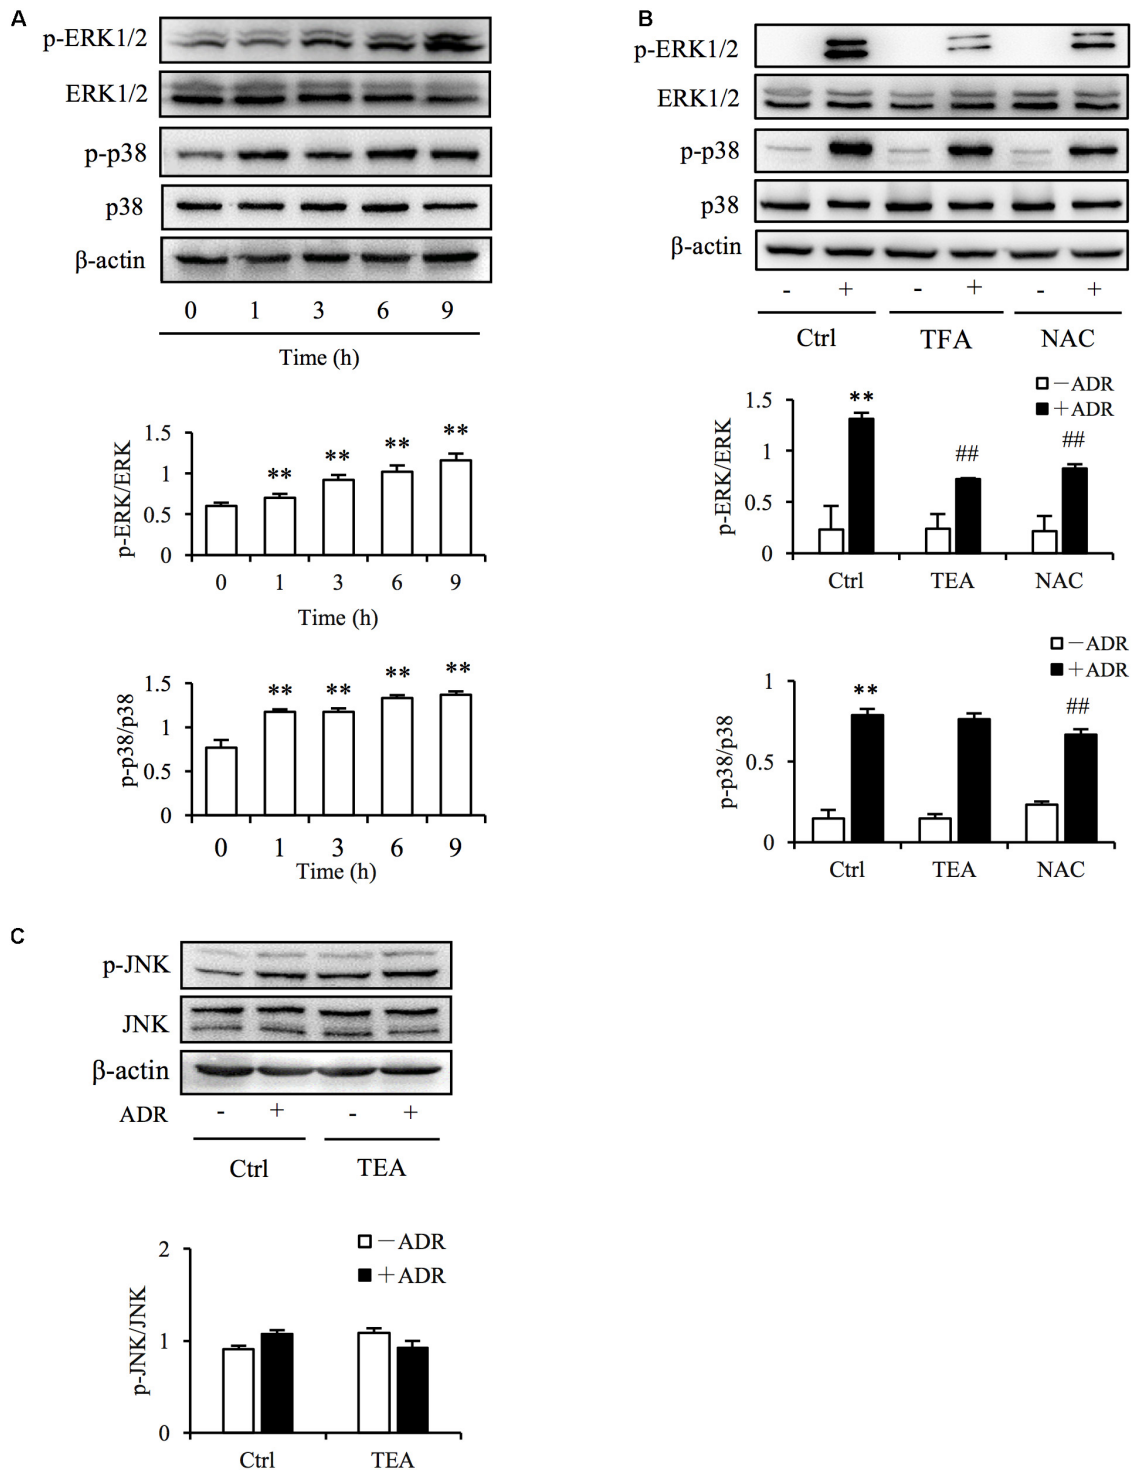 A
p-ERK1/2
ERK1/2
p-p38
p38
β-actin
0 1 3 6 9
Time (h)
p-ERK/ERK
1.5
1
0.5
0
** ** ** **
0 1 3 6 9
Time (h)
p-p38/p38
1.5
1
0.5
0
** ** ** **
0 1 3 6 9
Time (h)
B
p-ERK1/2
ERK1/2
p-p38
p38
β-actin
- + - + - +
Ctrl TFA NAC
－ADR
＋ADR
p-ERK/ERK
1.5
1
0.5
0
** ## ##
Ctrl TEA NAC
－ADR
＋ADR
p-p38/p38
1
0.5
0
** ##
Ctrl TEA NAC
C
p-JNK
JNK
β-actin
ADR - + - +
Ctrl TEA
－ADR
＋ADR
p-JNK/JNK
2
1
0
Ctrl TEA